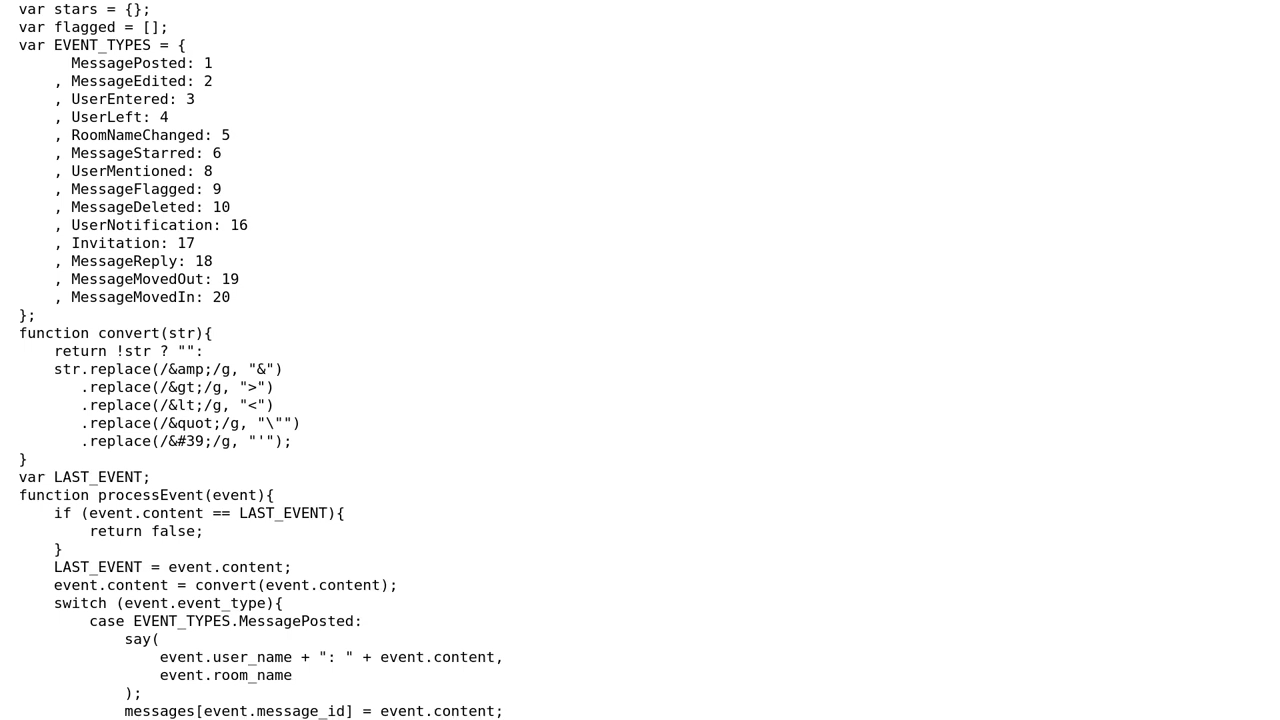 var stars = {};
var flagged = [];
var EVENT_TYPES = {
      MessagePosted: 1
    , MessageEdited: 2
    , UserEntered: 3
    , UserLeft: 4
    , RoomNameChanged: 5
    , MessageStarred: 6
    , UserMentioned: 8
    , MessageFlagged: 9
    , MessageDeleted: 10
    , UserNotification: 16
    , Invitation: 17
    , MessageReply: 18
    , MessageMovedOut: 19
    , MessageMovedIn: 20
};
function convert(str){
    return !str ? "":
    str.replace(/&amp;/g, "&")
       .replace(/&gt;/g, ">")
       .replace(/&lt;/g, "<")
       .replace(/&quot;/g, "\"")
       .replace(/&#39;/g, "'");
}
var LAST_EVENT;
function processEvent(event){
    if (event.content == LAST_EVENT){
        return false;
    }
    LAST_EVENT = event.content;
    event.content = convert(event.content);
    switch (event.event_type){
        case EVENT_TYPES.MessagePosted:
            say(
                event.user_name + ": " + event.content,
                event.room_name
            );
            messages[event.message_id] = event.content;